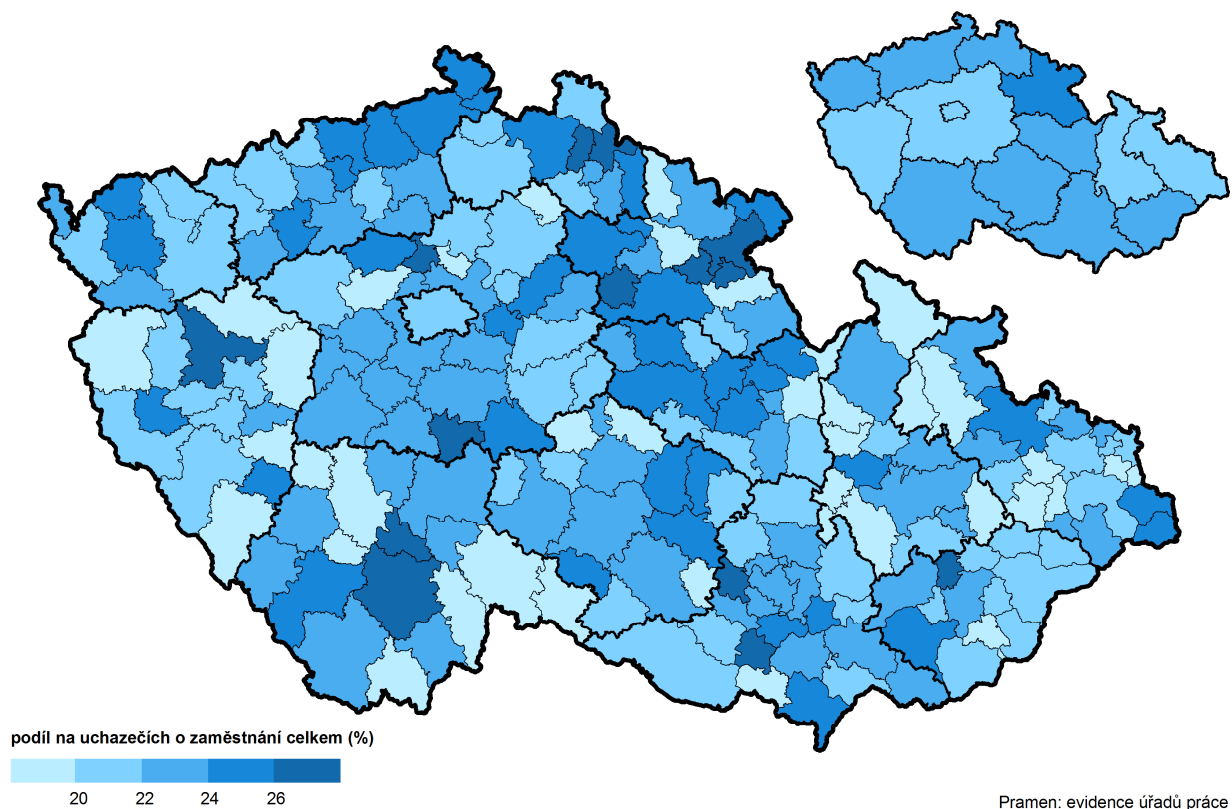 podíl na uchazečích o zaměstnání celkem (%)
20 22 24 26
Pramen: evidence úřadů práce